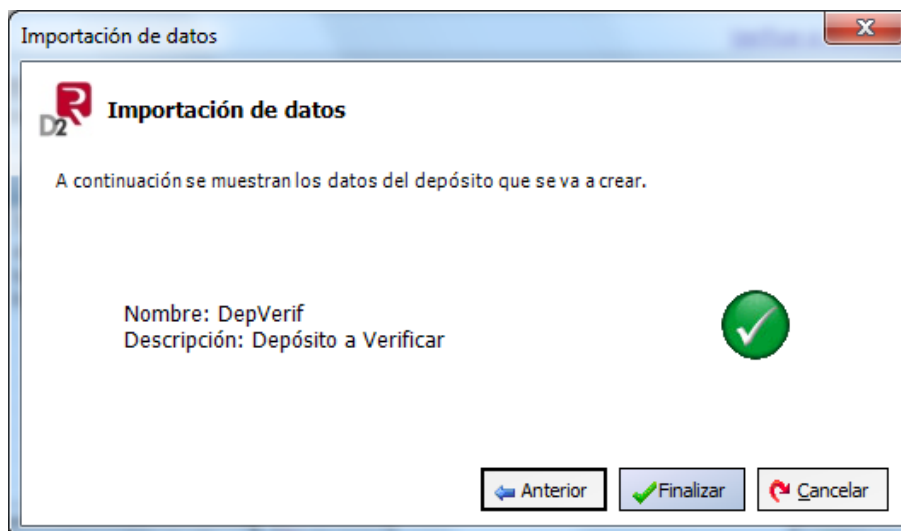 Importación de datos
D2
R
Importación de datos
A continuación se muestran los datos del depósito que se va a crear.
Nombre: DepVerif
Descripción: Depósito a Verificar
Anterior
Finalizar
Cancelar